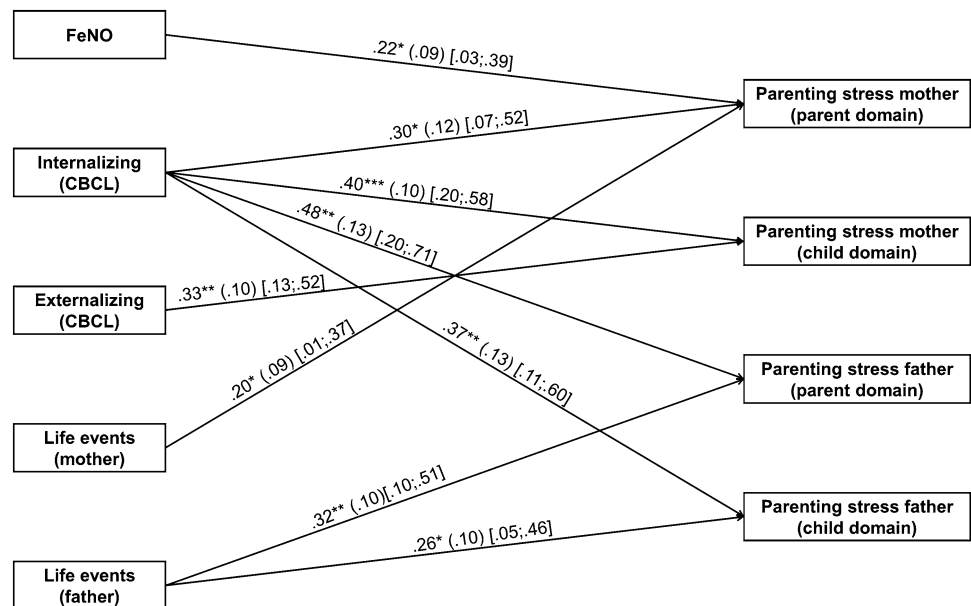 FeNO
.22* (.09) [.03;.39]
Parenting stress mother
(parent domain)
.30* (.12) [.07;.52]
Internalizing
(CBCL)
.40*** (.10) [.20;.58]
.48** (.13) [.20;.71]
Parenting stress mother
(child domain)
.33** (.10) [.13;.52]
Externalizing
(CBCL)
.37** (.13) [.11;.60]
.20* (.09) [.01;.37]
Parenting stress father
(parent domain)
Life events
(mother)
.32** (.10)[.10;.51]
Parenting stress father
(child domain)
.26* (.10) [.05;.46]
Life events
(father)